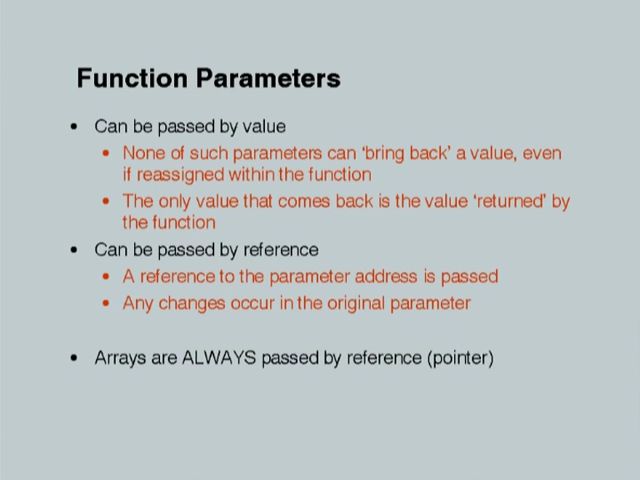 Function Parameters
• Can be passed by value
• None of such parameters can 'bring back' a value, even
if reassigned within the function
• The only value that comes back is the value 'returned' by
the function
• Can be passed by reference
• A reference to the parameter address is passed
• Any changes occur in the original parameter
• Arrays are ALWAYS passed by reference (pointer)